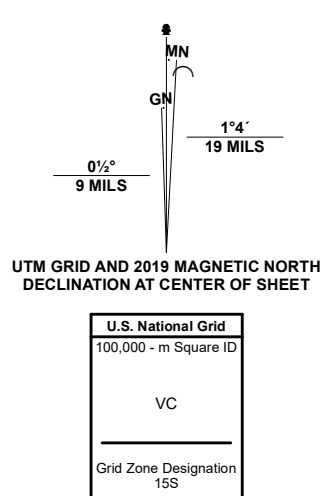 MN
GN
1°4´
19 MILS
0½°
9 MILS
UTM GRID AND 2019 MAGNETIC NORTH
DECLINATION AT CENTER OF SHEET
U.S. National Grid
100,000 - m Square ID
VC
Grid Zone Designation
15S